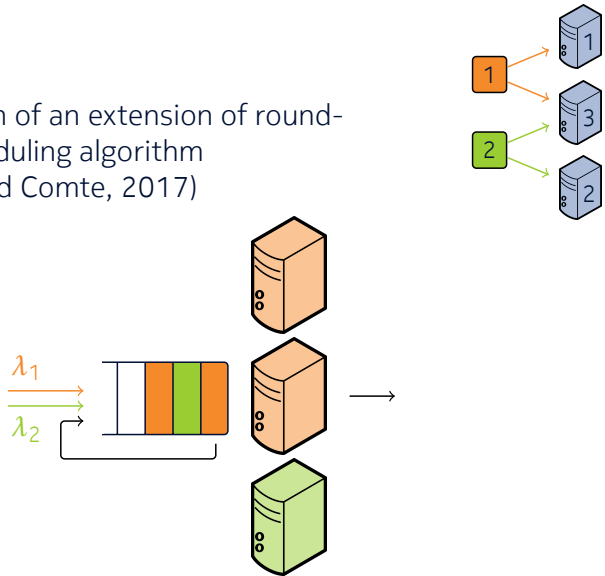 n of an extension of round-
duling algorithm
d Comte, 2017)
1
1
3
2
2
λ1
λ2